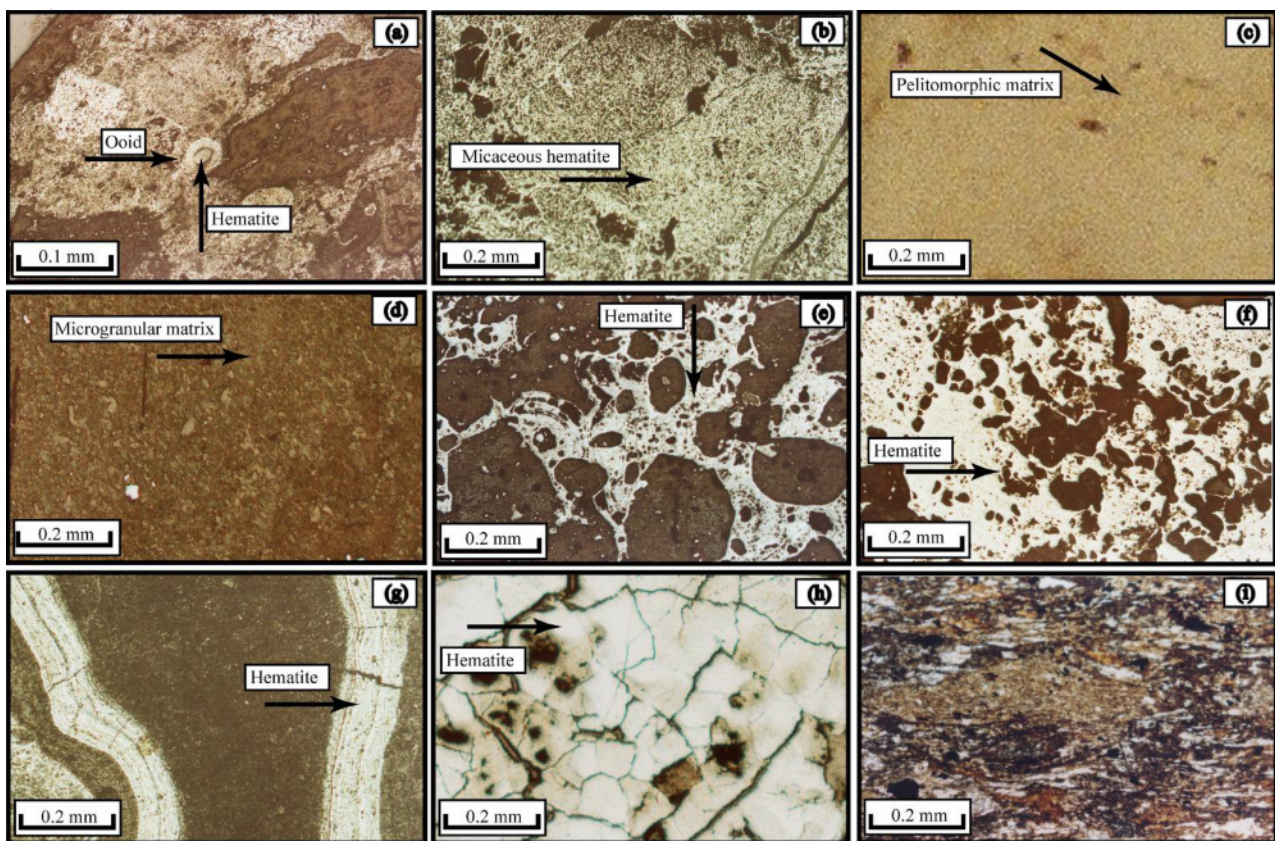 (a)
Ooid
Hematite
0.1 mm
(b)
Micaceous hematite
0.2 mm
(c)
Pelitomorphic matrix
0.2 mm
(d)
Microgranular matrix
0.2 mm
(e)
Hematite
0.2 mm
(f)
Hematite
0.2 mm
(g)
Hematite
0.2 mm
(h)
Hematite
0.2 mm
(i)
0.2 mm